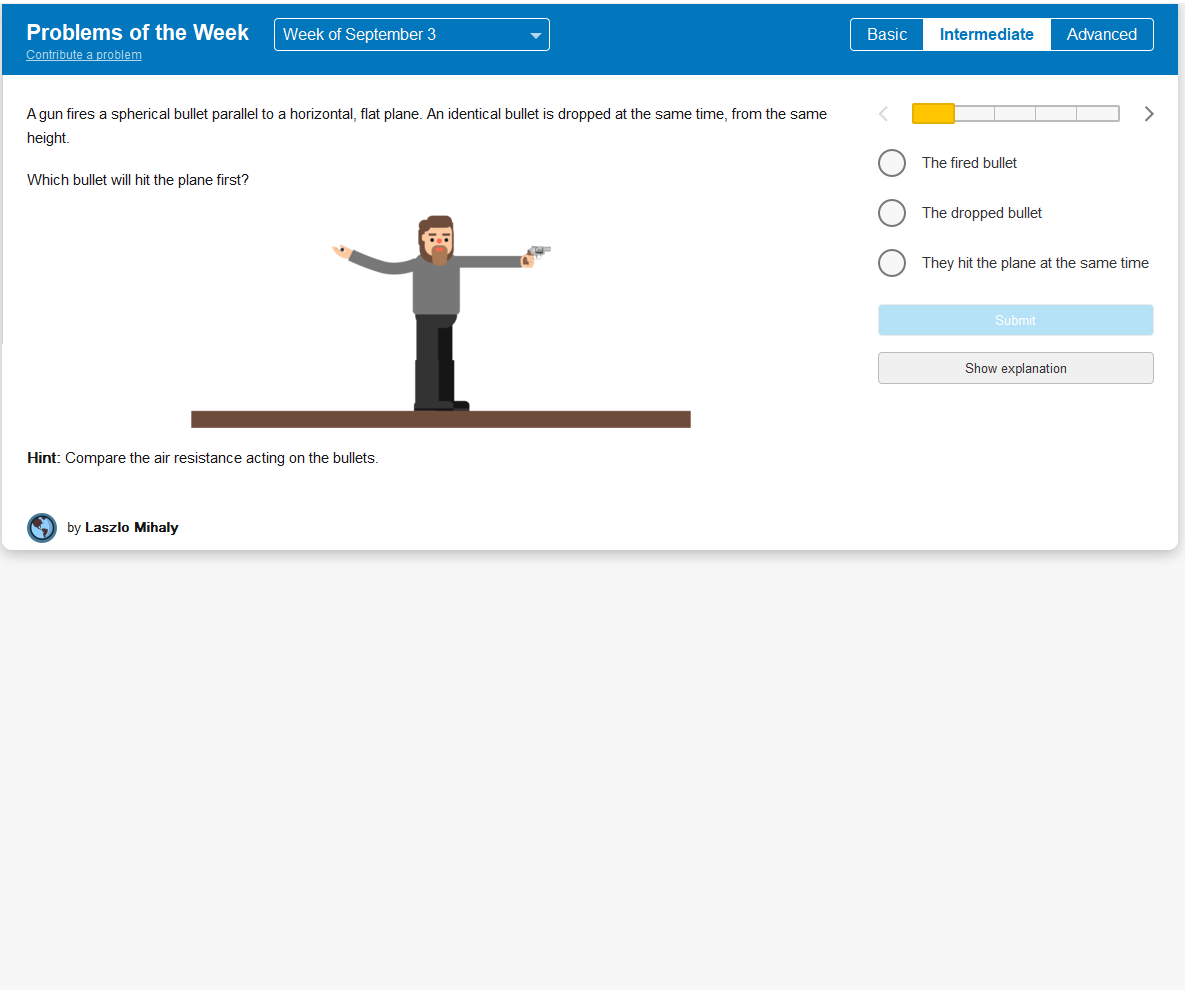 Problems of the Week
Contribute a problem
Week of September 3
Basic
Intermediate
Advanced
A gun fires a spherical bullet parallel to a horizontal, flat plane. An identical bullet is dropped at the same time, from the same
height.
Which bullet will hit the plane first?
Hint: Compare the air resistance acting on the bullets.
by Laszlo Mihaly
The fired bullet
The dropped bullet
They hit the plane at the same time
Submit
Show explanation